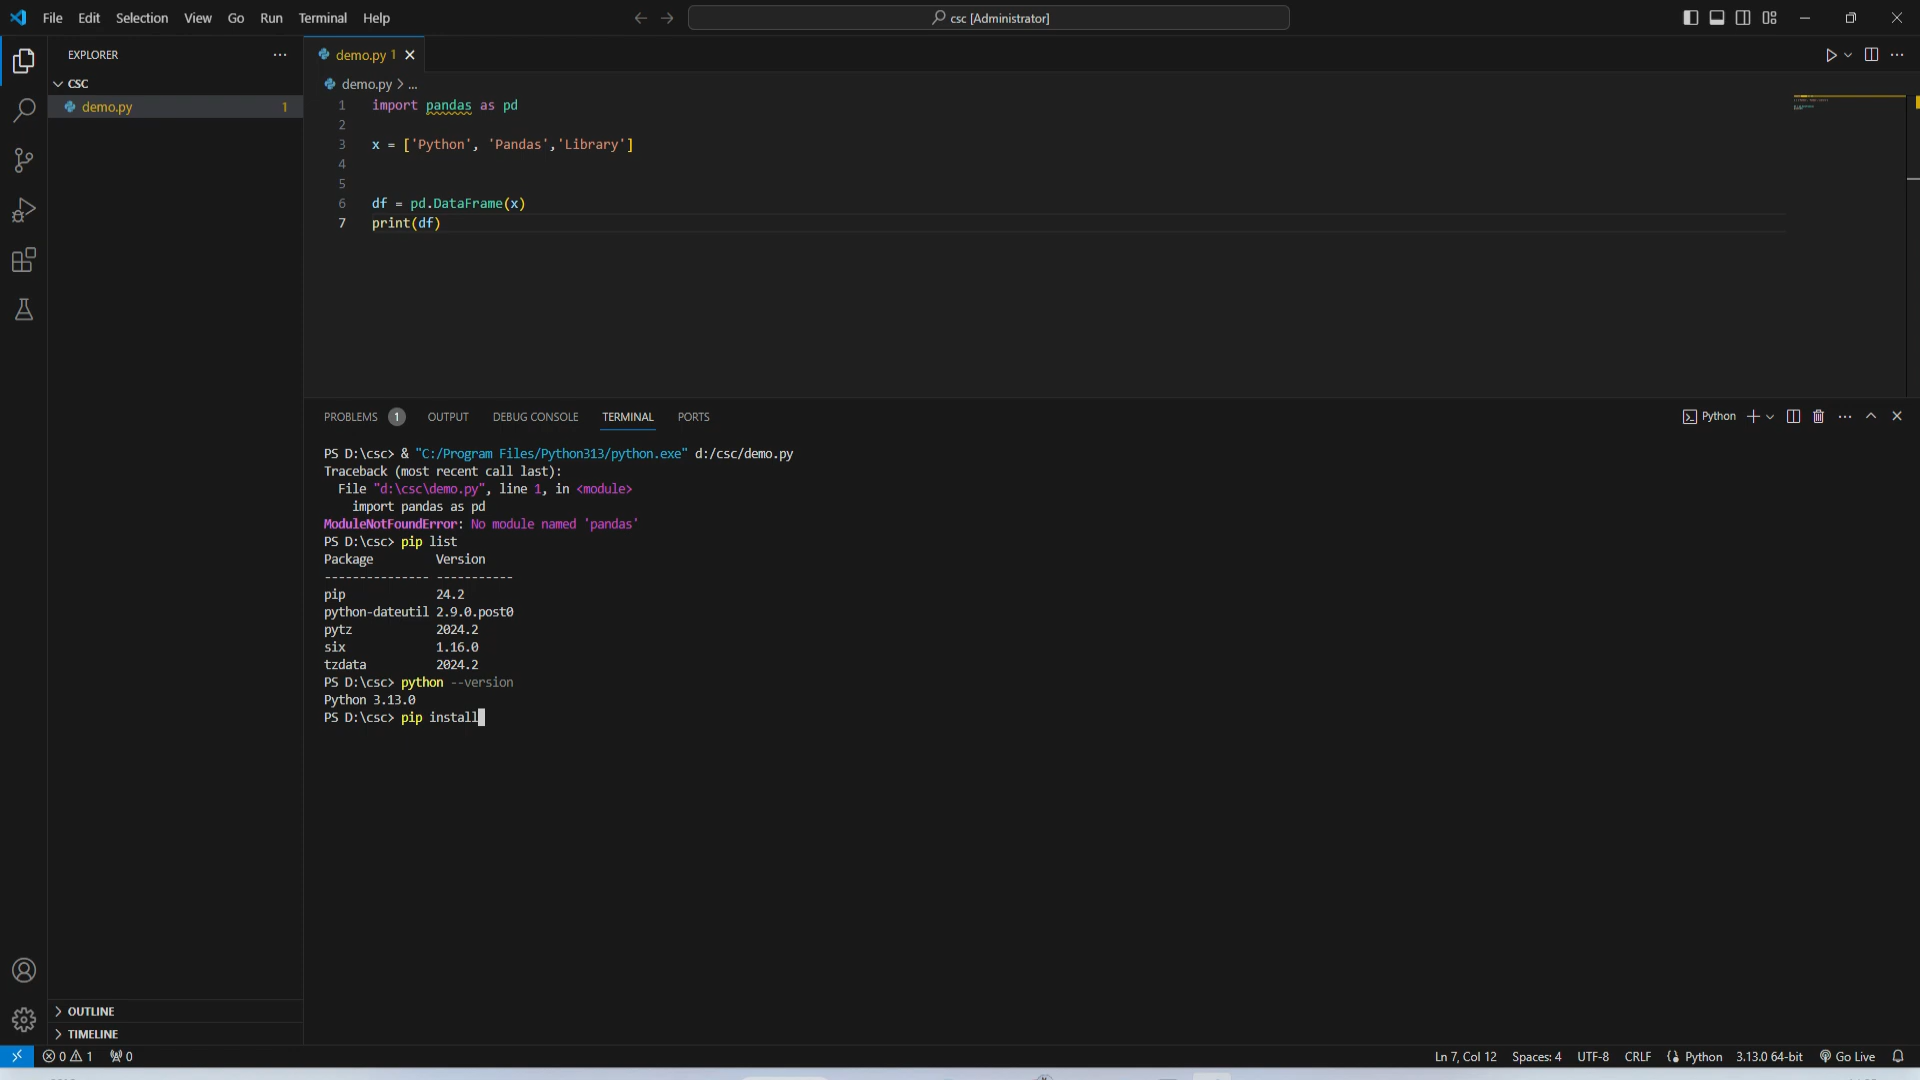 File Edit Selection View Go Run Terminal Help
csc [Administrator]
EXPLORER
CSC
demo.py 1
OUTLINE
TIMELINE
demo.py 1
demo.py > ...
1 import pandas as pd
2
3 x = ['Python', 'Pandas','Library']
4
5
6 df = pd.DataFrame(x)
7 print(df)
PROBLEMS 1 OUTPUT DEBUG CONSOLE TERMINAL PORTS
Python
PS D:\csc> & "C:/Program Files/Python313/python.exe" d:/csc/demo.py
Traceback (most recent call last):
File "d:\csc\demo.py", line 1, in <module>
import pandas as pd
ModuleNotFoundError: No module named 'pandas'
PS D:\csc> pip list
Package Version
--------------- -----------
pip 24.2
python-dateutil 2.9.0.post0
pytz 2024.2
six 1.16.0
tzdata 2024.2
PS D:\csc> python --version
Python 3.13.0
PS D:\csc> pip install
0 1 0
Ln 7, Col 12 Spaces: 4 UTF-8 CRLF Python 3.13.0 64-bit Go Live